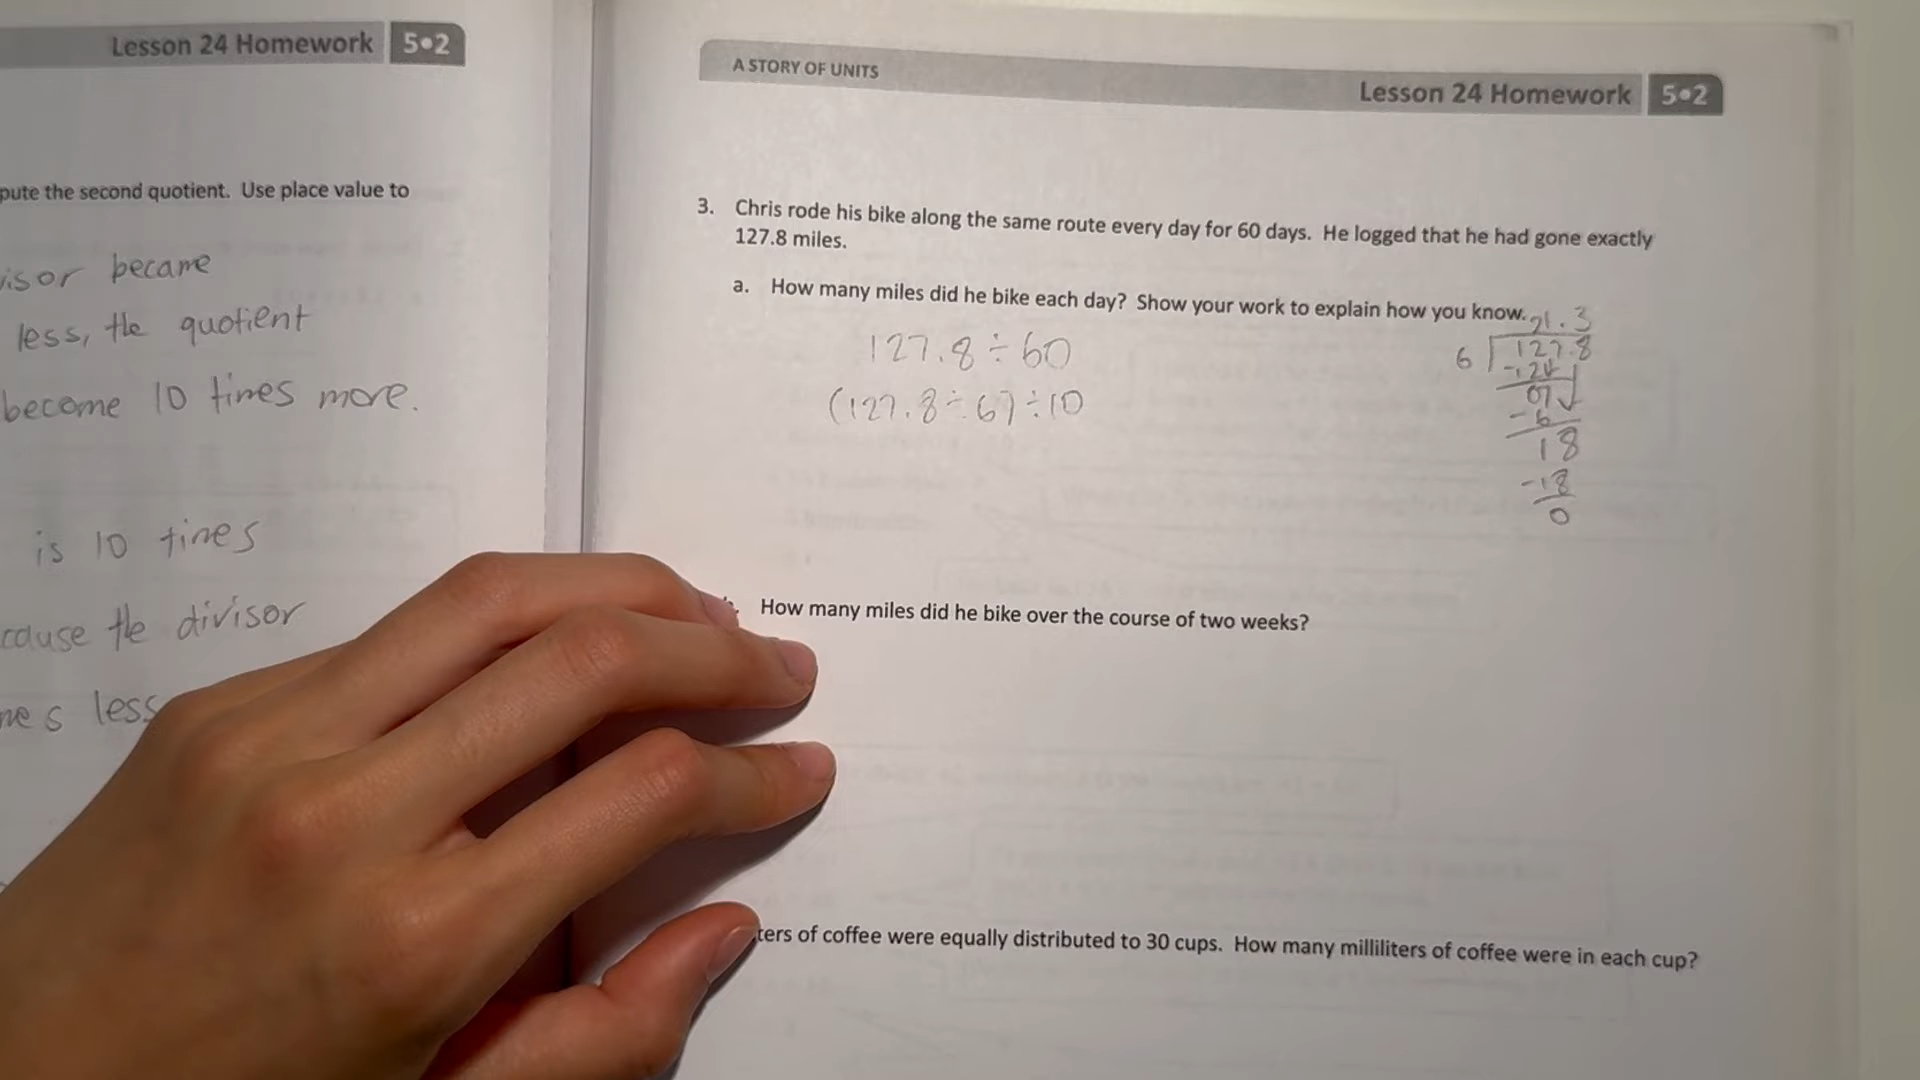 Lesson 24 Homework 5•2
pute the second quotient. Use place value to
isor became
less, the quotient
become 10 times more.
is 10 times
cause the divisor
less
A STORY OF UNITS
Lesson 24 Homework 5•2
3. Chris rode his bike along the same route every day for 60 days. He logged that he had gone exactly
127.8 miles.
a. How many miles did he bike each day? Show your work to explain how you know.
127.8 ÷ 60
(127.8 ÷ 6) ÷ 10
21.3
6 127.8
-12
07
-6
18
-18
0
How many miles did he bike over the course of two weeks?
ters of coffee were equally distributed to 30 cups. How many milliliters of coffee were in each cup?